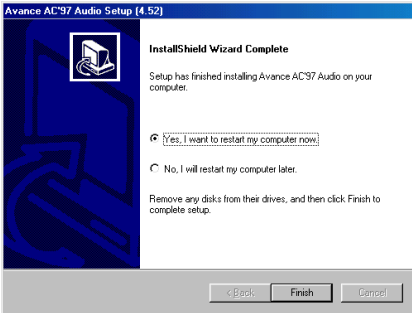 Avance AC'97 Audio Setup (4.52)
InstallShield Wizard Complete
Setup has finished installing Avance AC'97 Audio on your
computer.
Yes, I want to restart my computer now.
No, I will restart my computer later.
Remove any disks from their drives, and then click Finish to
complete setup.
< Back Finish Cancel